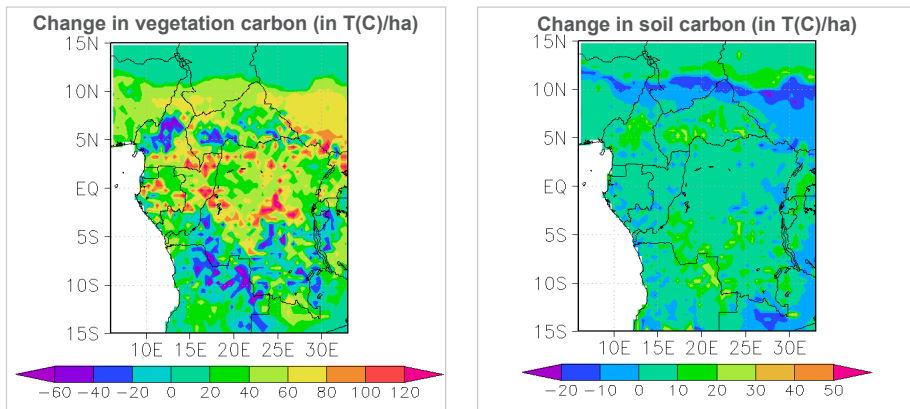 Change in vegetation carbon (in T(C)/ha)
15N
10N
5N
EQ
5S
10S
15S
10E 15E 20E 25E 30E
−60 −40 −20 0 20 40 60 80 100 120
Change in soil carbon (in T(C)/ha)
15N
10N
5N
EQ
5S
10S
15S
10E 15E 20E 25E 30E
−20 −10 0 10 20 30 40 50